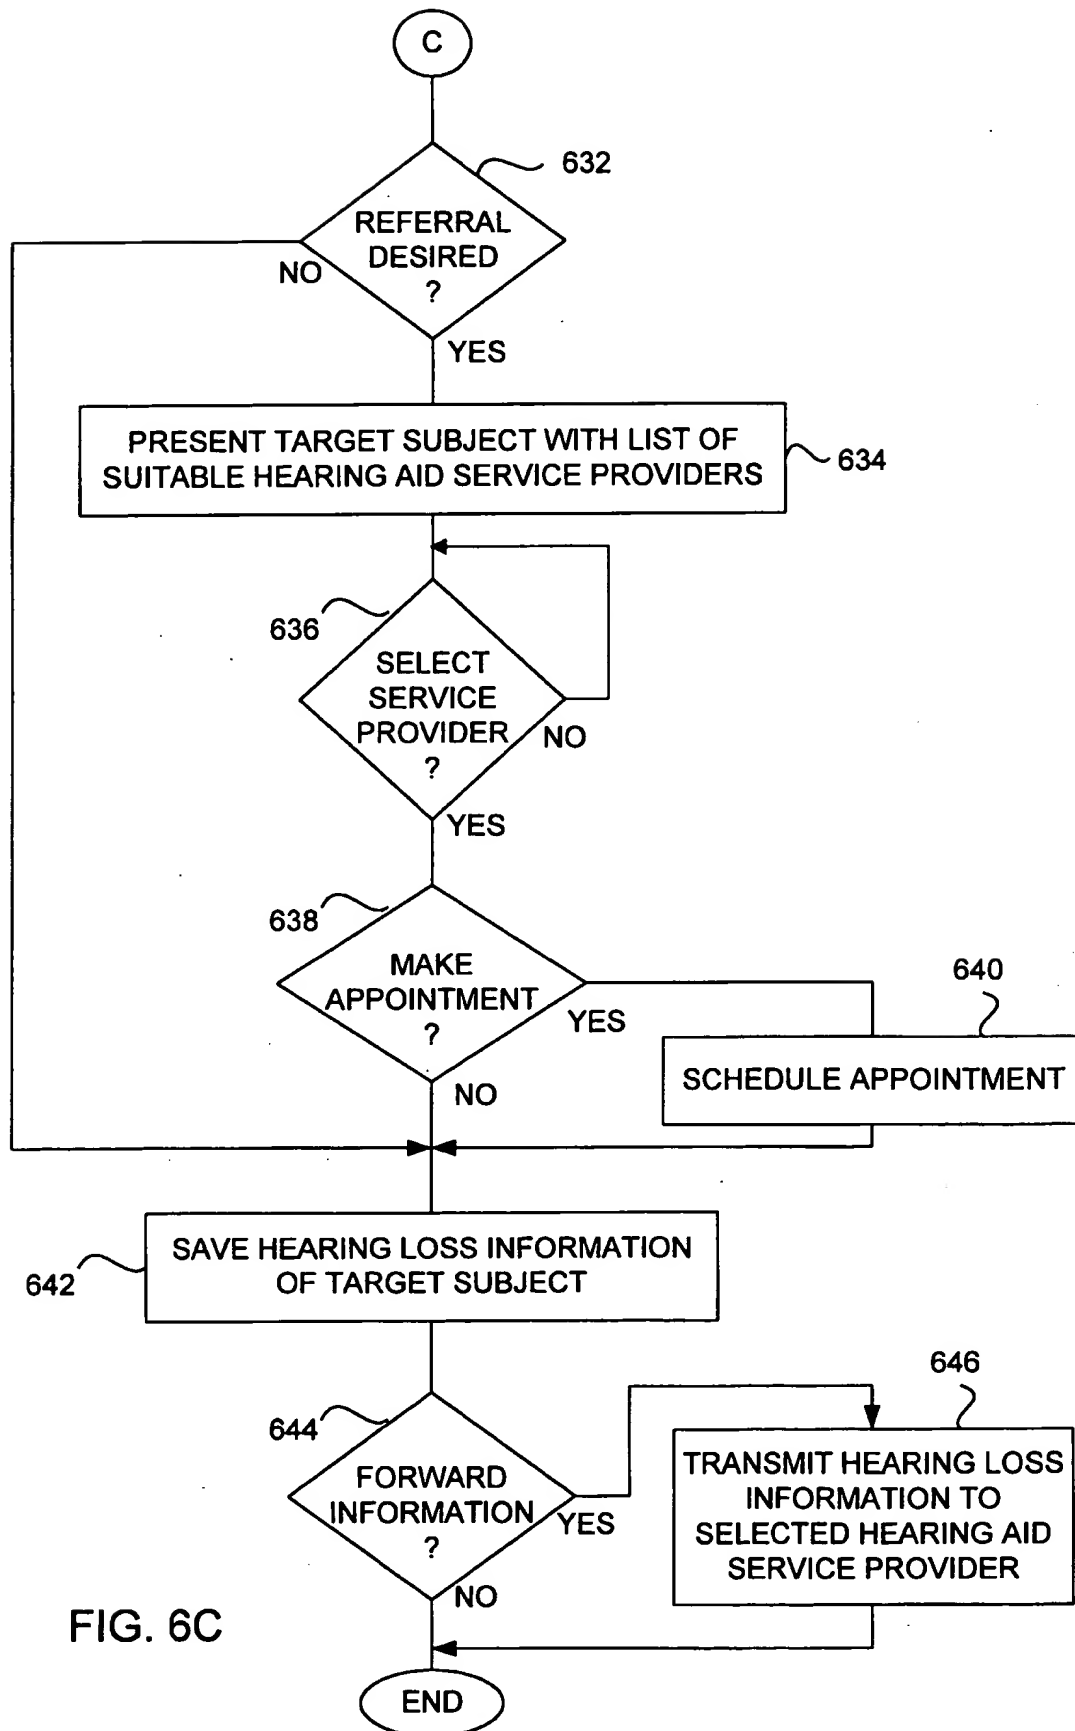 C
632
REFERRAL
DESIRED
?
NO
YES
PRESENT TARGET SUBJECT WITH LIST OF
SUITABLE HEARING AID SERVICE PROVIDERS
634
636
SELECT
SERVICE
PROVIDER
?
NO
YES
638
MAKE
APPOINTMENT
?
YES
NO
640
SCHEDULE APPOINTMENT
SAVE HEARING LOSS INFORMATION
OF TARGET SUBJECT
642
644
FORWARD
INFORMATION
?
YES
NO
646
TRANSMIT HEARING LOSS
INFORMATION TO
SELECTED HEARING AID
SERVICE PROVIDER
FIG. 6C
END